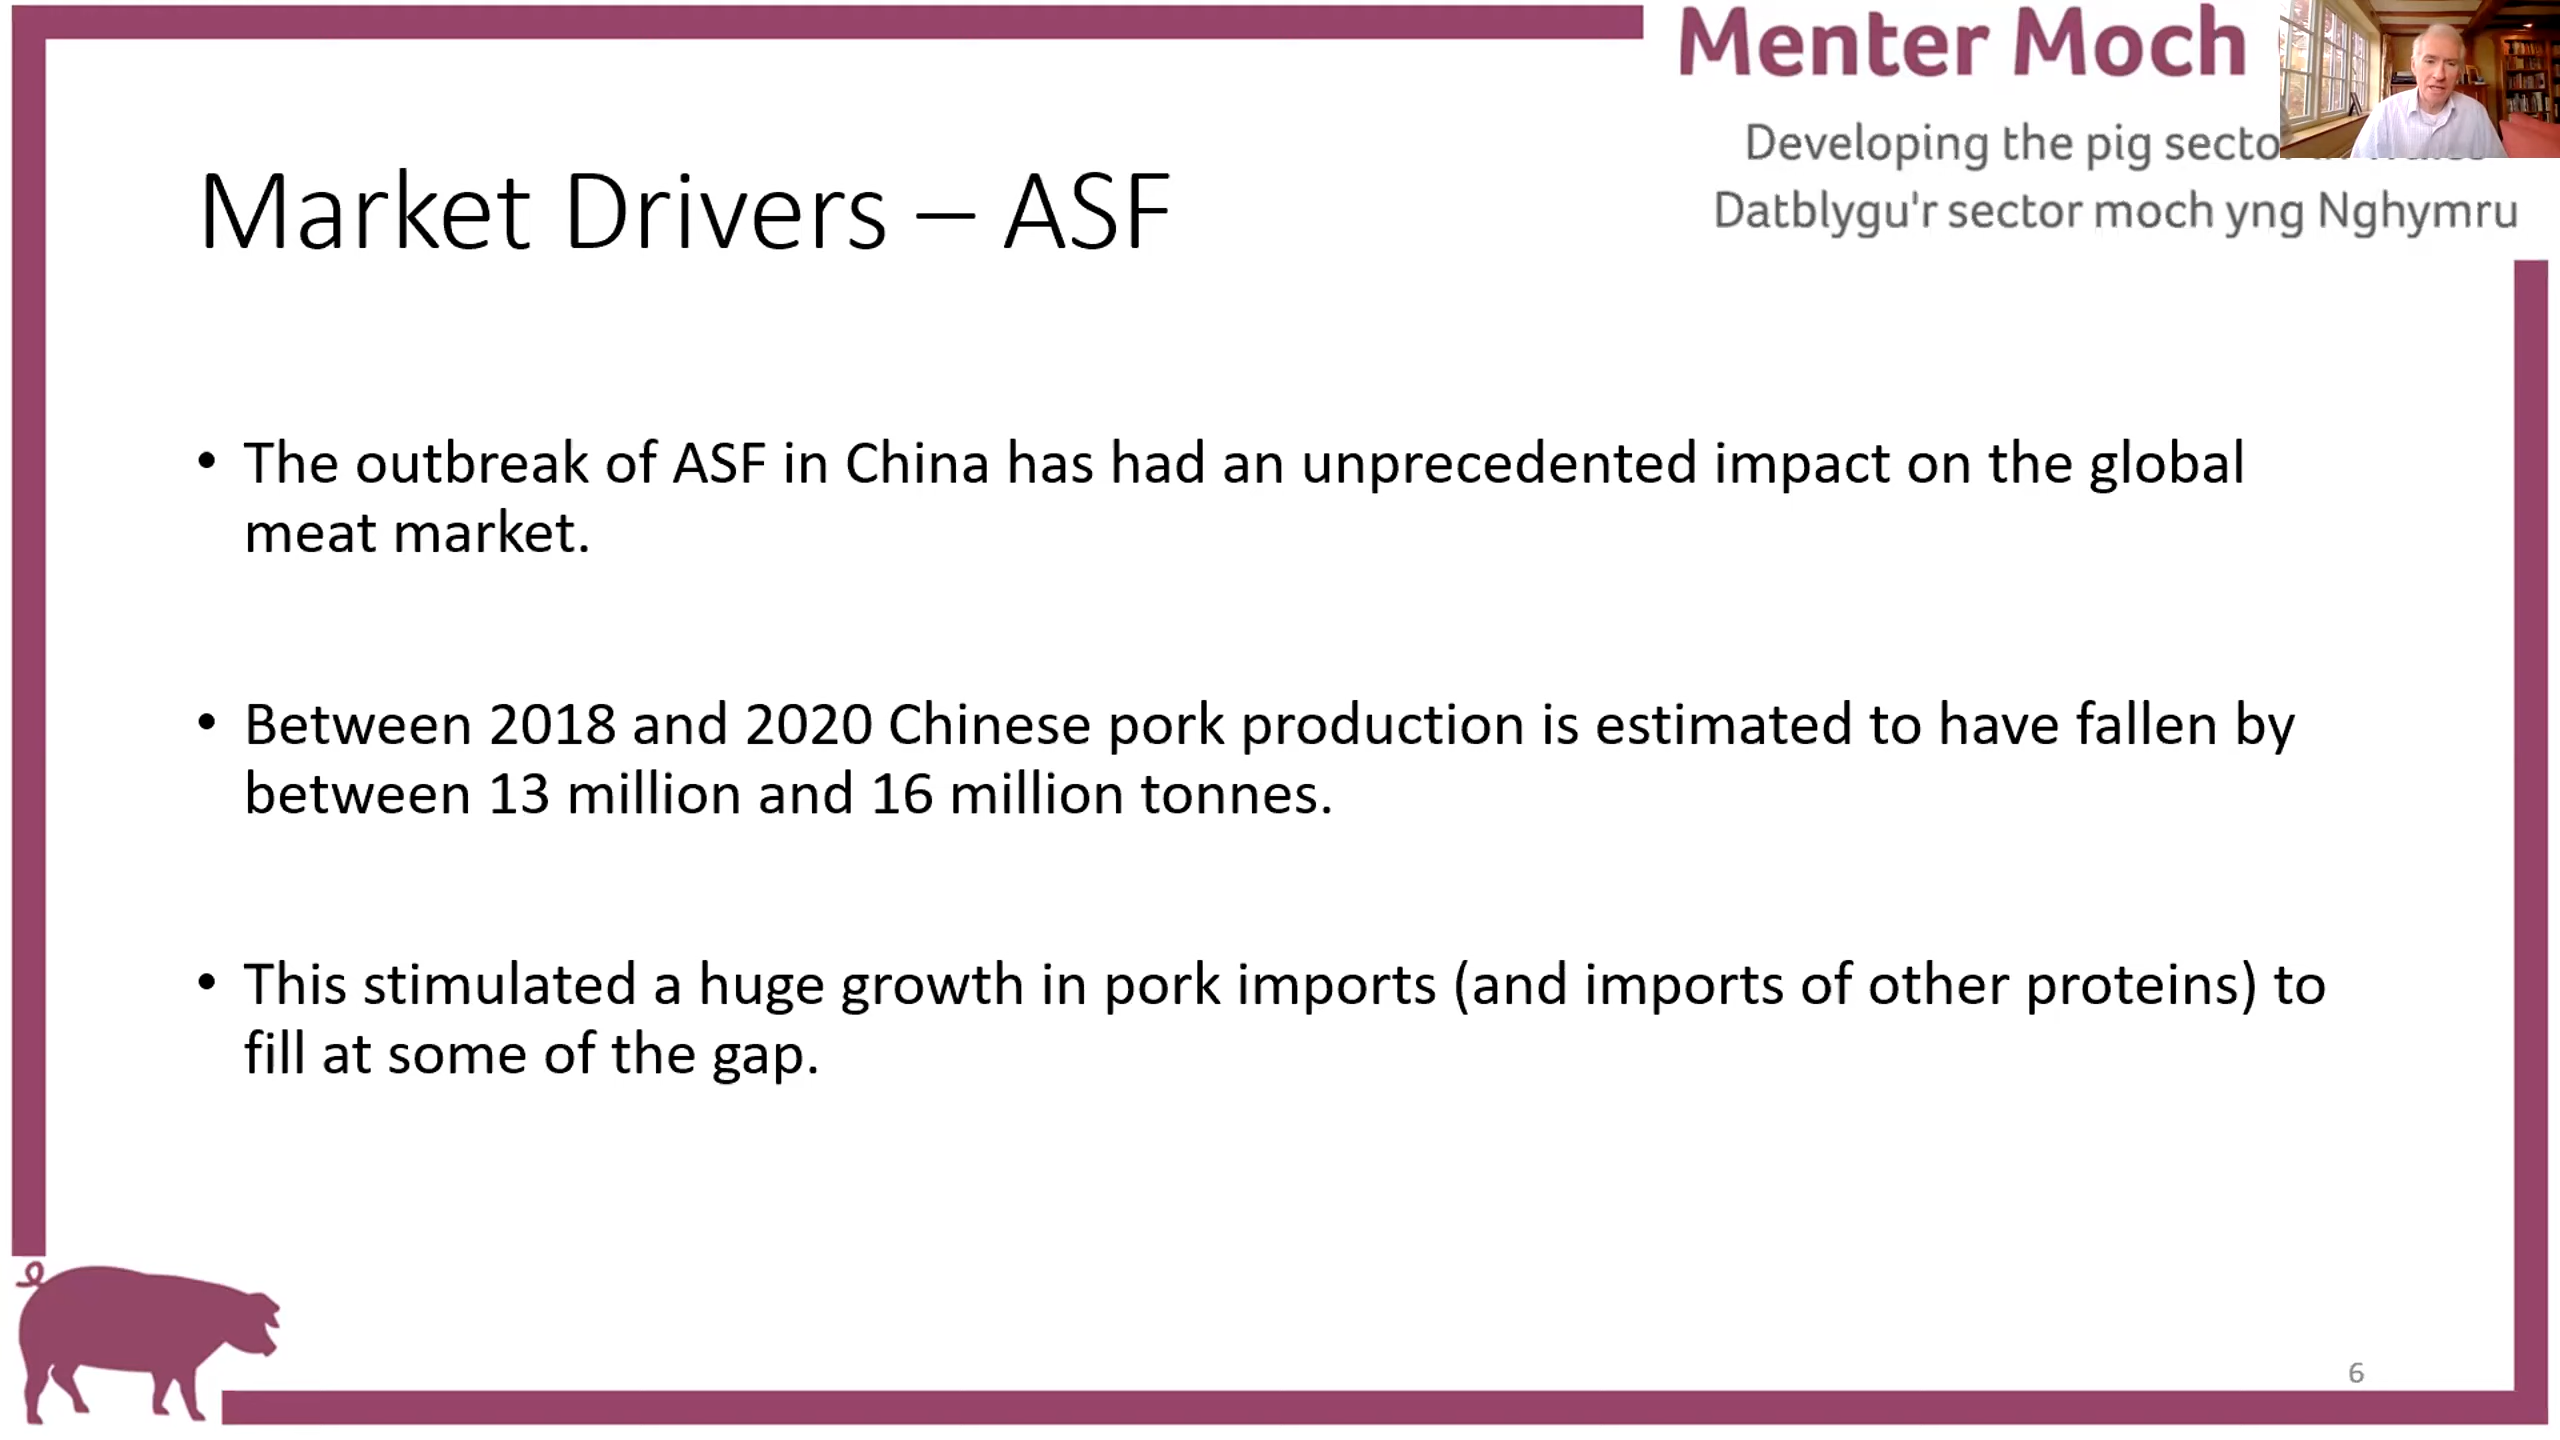 Menter Moch
Developing the pig
Datblygu'r sector moch yng Nghymru
Market Drivers – ASF
• The outbreak of ASF in China has had an unprecedented impact on the global
meat market.
• Between 2018 and 2020 Chinese pork production is estimated to have fallen by
between 13 million and 16 million tonnes.
• This stimulated a huge growth in pork imports (and imports of other proteins) to
fill at some of the gap.
6